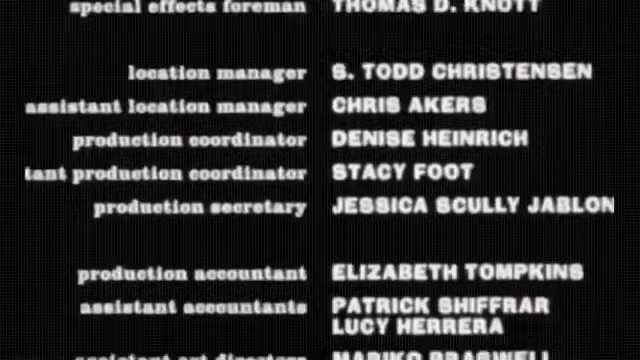 special effects foreman THOMAS D. KNOTT
location manager S. TODD CHRISTENSEN
assistant location manager CHRIS AKERS
production coordinator DENISE HEINRICH
tant production coordinator STACY FOOT
production secretary JESSICA SCULLY JABLON
production accountant ELIZABETH TOMPKINS
assistant accountants PATRICK SHIFFRAR
LUCY HERRERA
assistant art directors MARIKO BRASWELL